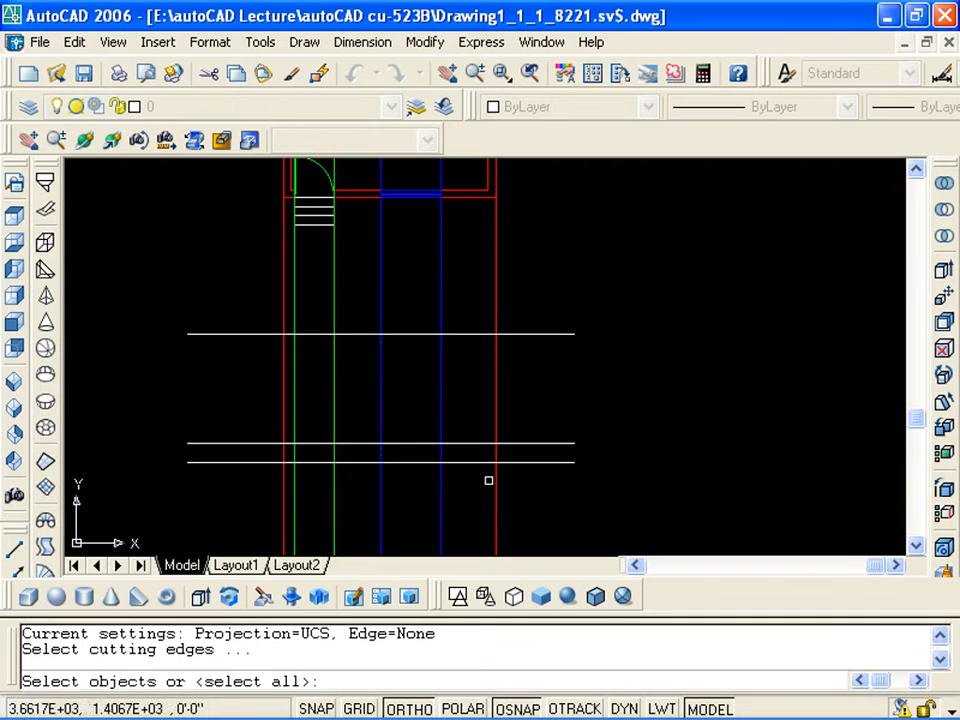 AutoCAD 2006 - [E:\autoCAD Lecture\autoCAD cu-523B\Drawing1_1_1_8221.sv$.dwg]
File Edit View Insert Format Tools Draw Dimension Modify Express Window Help
Standard
0 ByLayer ByLayer ByLaye
Y
X
Model Layout1 Layout2
Current settings: Projection=UCS, Edge=None
Select cutting edges ...
Select objects or <select all>:
3.6617E+03, 1.4067E+03 ,0'-0" SNAP GRID ORTHO POLAR OSNAP OTRACK DYN LWT MODEL